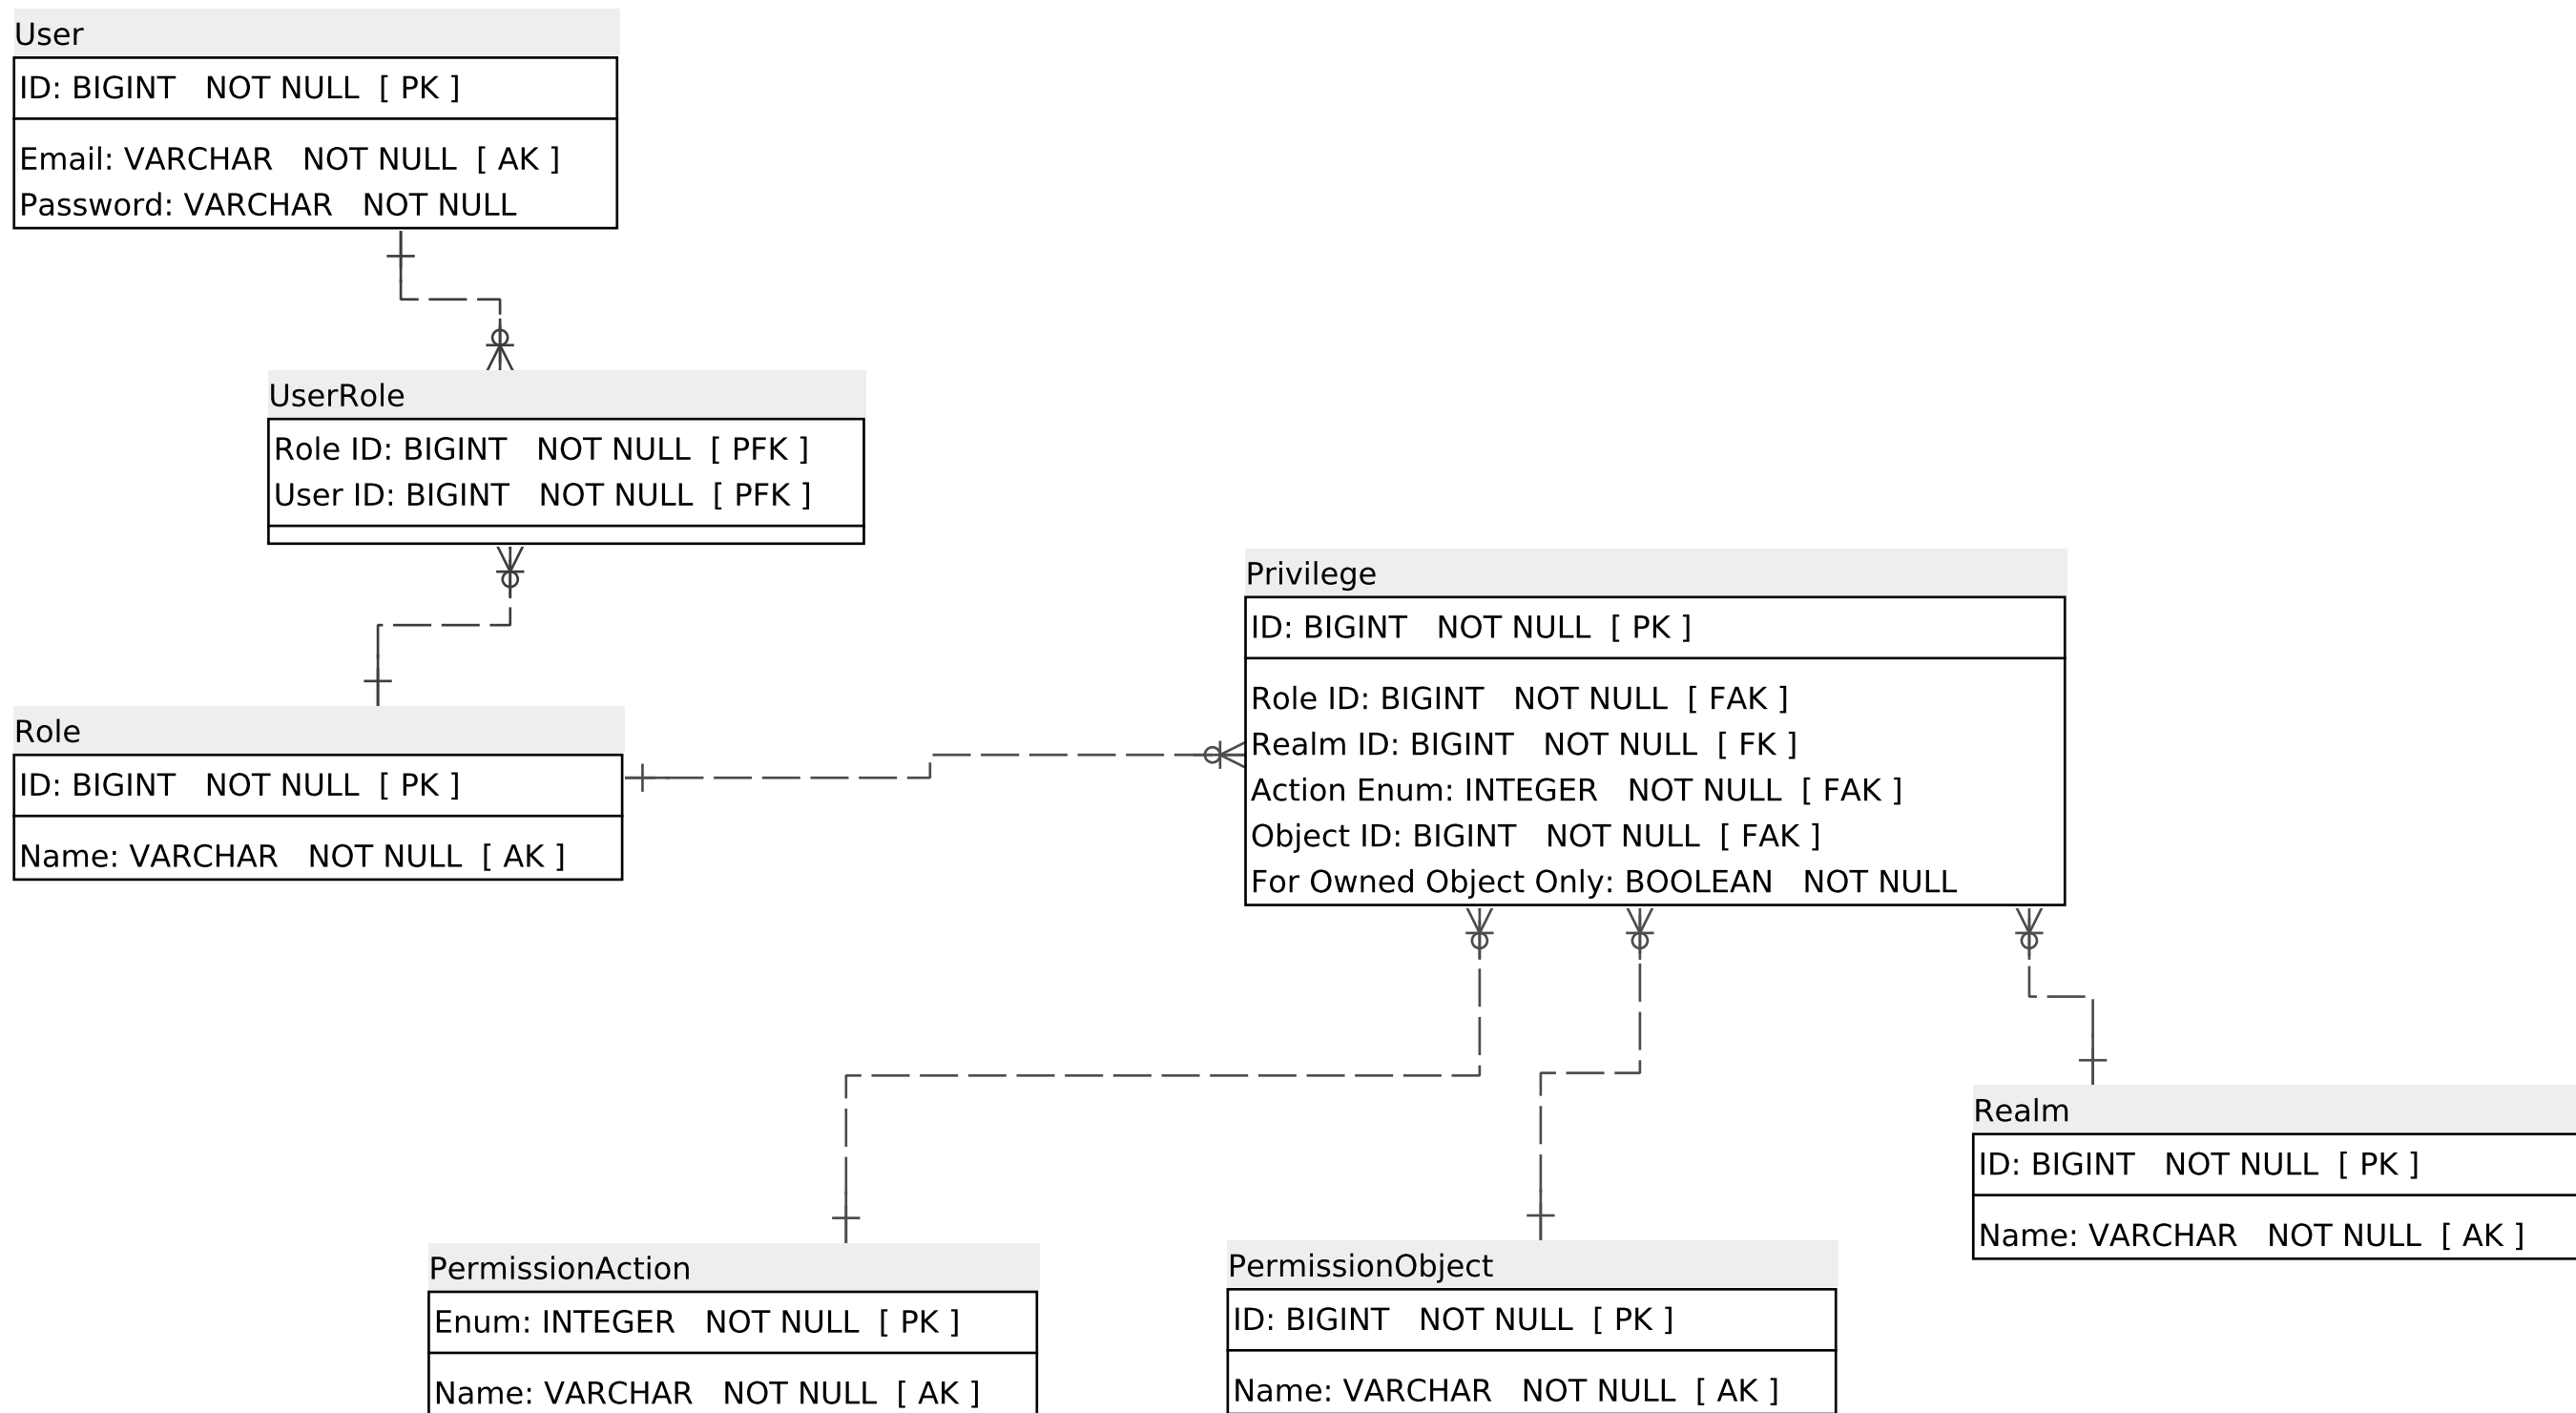 User
ID: BIGINT NOT NULL [ PK ]
Email: VARCHAR NOT NULL [ AK ]
Password: VARCHAR NOT NULL
UserRole
Role ID: BIGINT NOT NULL [ PFK ]
User ID: BIGINT NOT NULL [ PFK ]
Privilege
ID: BIGINT NOT NULL [ PK ]
Role ID: BIGINT NOT NULL [ FAK ]
Realm ID: BIGINT NOT NULL [ FK ]
Action Enum: INTEGER NOT NULL [ FAK ]
Object ID: BIGINT NOT NULL [ FAK ]
For Owned Object Only: BOOLEAN NOT NULL
Role
ID: BIGINT NOT NULL [ PK ]
Name: VARCHAR NOT NULL [ AK ]
Realm
ID: BIGINT NOT NULL [ PK ]
Name: VARCHAR NOT NULL [ AK ]
PermissionAction
Enum: INTEGER NOT NULL [ PK ]
Name: VARCHAR NOT NULL [ AK ]
PermissionObject
ID: BIGINT NOT NULL [ PK ]
Name: VARCHAR NOT NULL [ AK ]